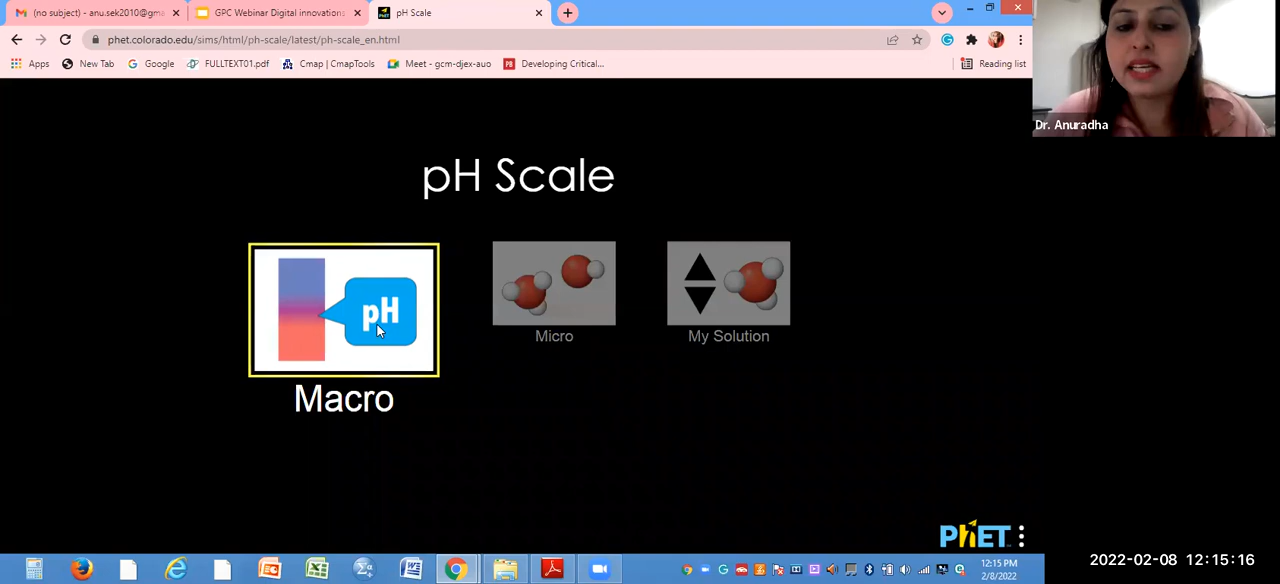 (no subject) - anu.sek2010@gma
GPC Webinar Digital innovations
pH Scale
phet.colorado.edu/sims/html/ph-scale/latest/ph-scale_en.html
Apps
New Tab
Google
FULLTEXT01.pdf
Cmap | CmapTools
Meet - gcm-djex-auo
Developing Critical...
Reading list
Dr. Anuradha
pH Scale
pH
Macro
Micro
My Solution
PhET
12:15 PM
2/8/2022
2022-02-08 12:15:16